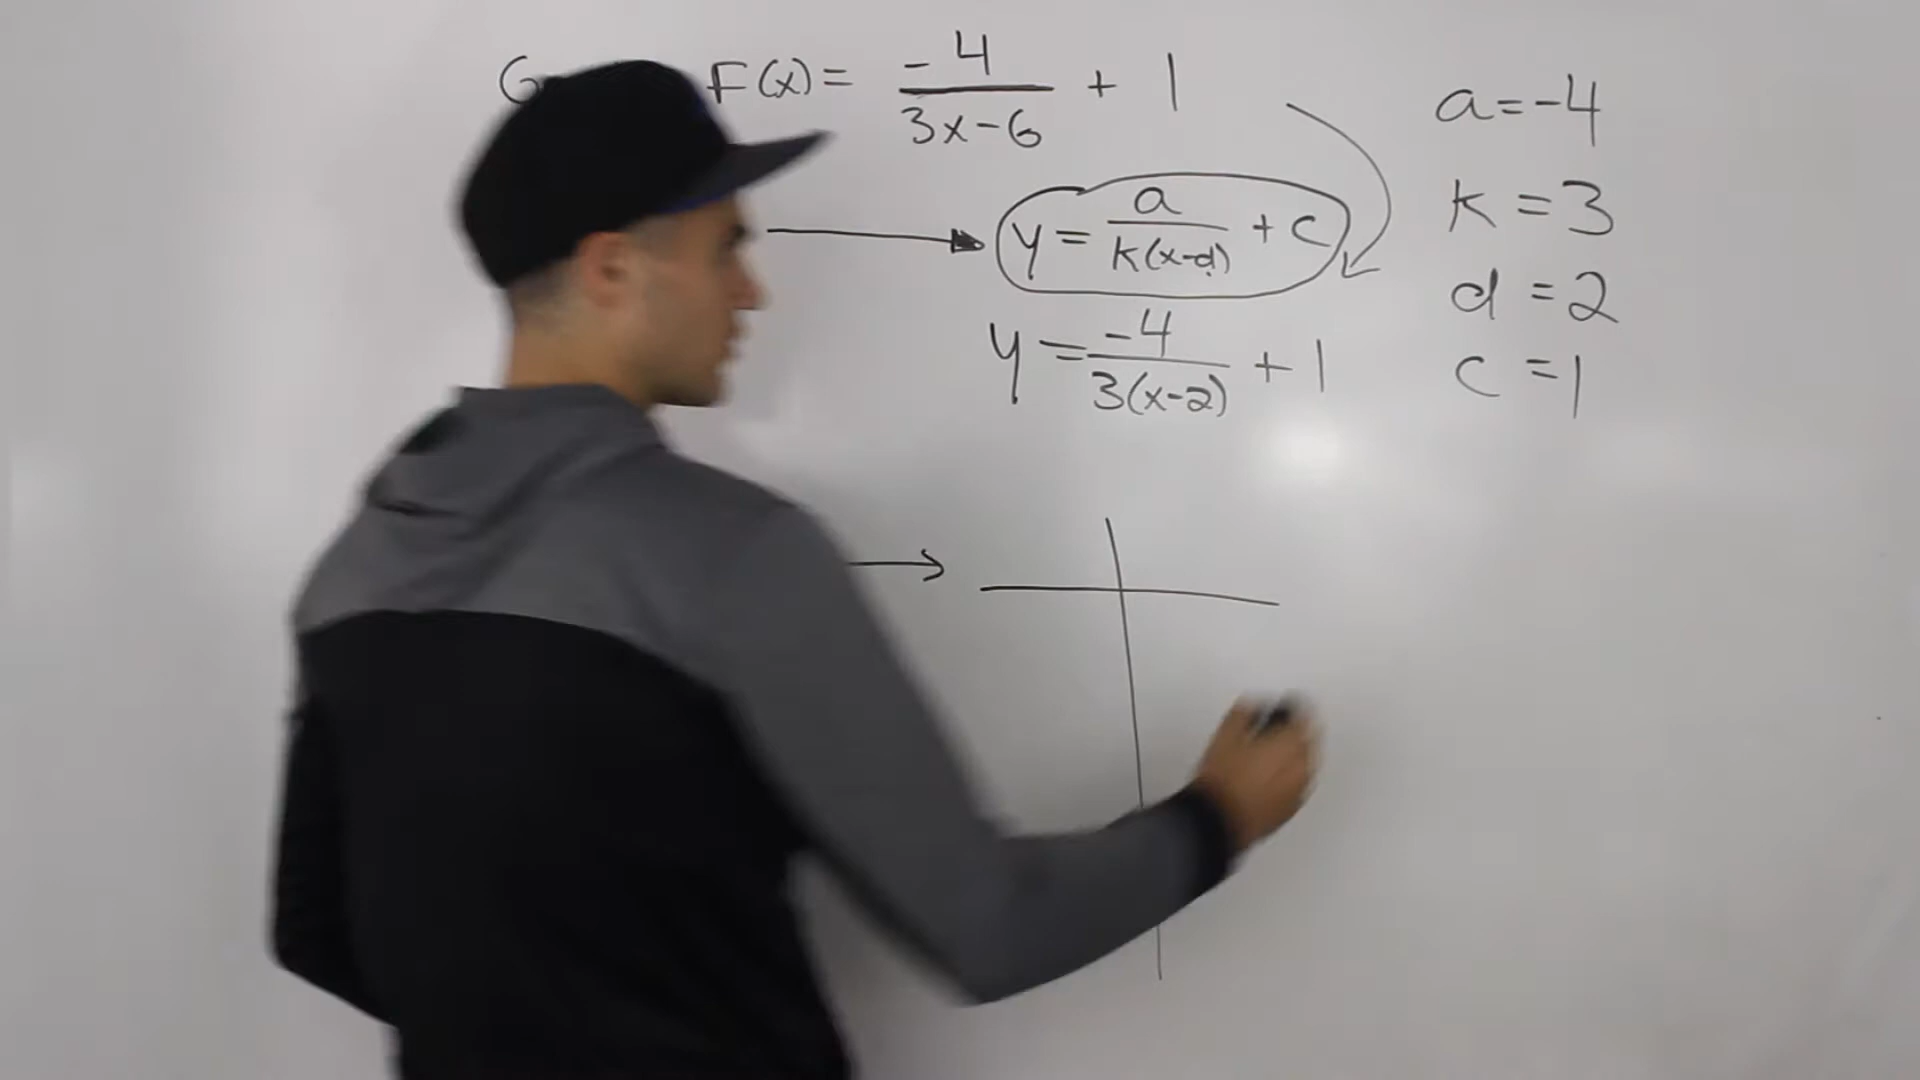 F(x) = -4/(3x-6) + 1
y = a/(k(x-d)) + c
y = -4/(3(x-2)) + 1
a = -4
k = 3
d = 2
c = 1